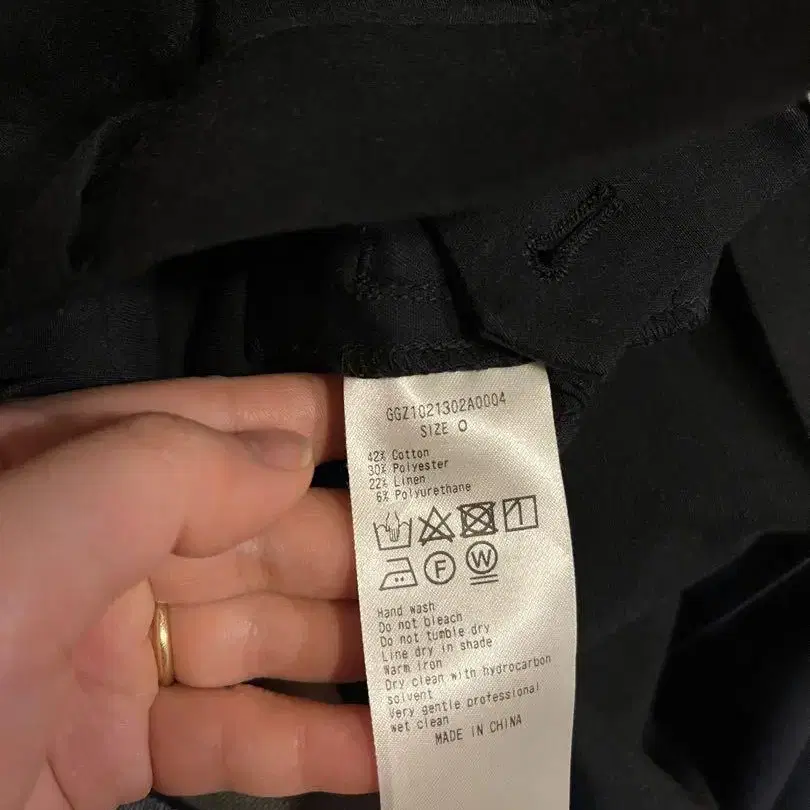 GGZ1021302A0004
SIZE 0
42% Cotton
30% Polyester
22% Linen
6% Polyurethane
F W
Hand wash
Do not bleach
Do not tumble dry
Line dry in shade
Warm iron
Dry clean with hydrocarbon
solvent
Very gentle professional
wet clean
MADE IN CHINA